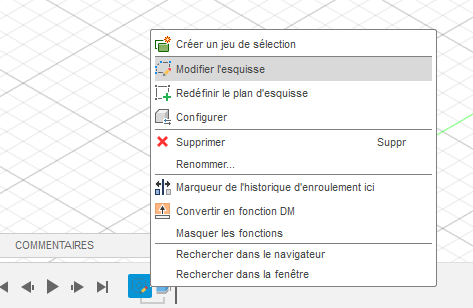 Créer un jeu de sélection
Modifier l'esquisse
Redéfinir le plan d'esquisse
Configurer
Supprimer Suppr
Renommer...
Marqueur de l'historique d'enroulement ici
Convertir en fonction DM
Masquer les fonctions
COMMENTAIRES
Rechercher dans le navigateur
Rechercher dans la fenêtre